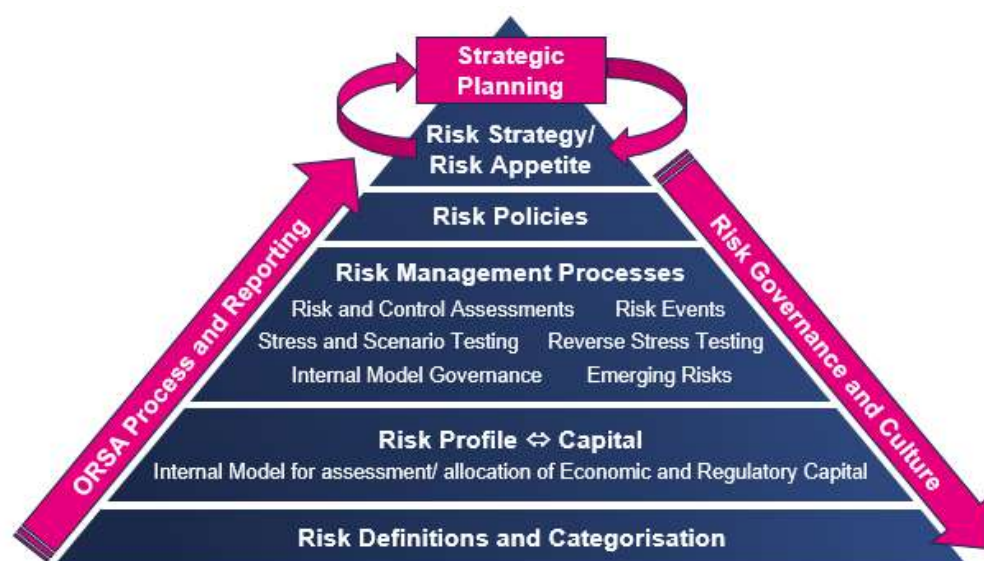 Strategic
Planning
Risk Strategy/
Risk Appetite
Risk Policies
Risk Management Processes
Risk and Control Assessments Risk Events
Stress and Scenario Testing Reverse Stress Testing
Internal Model Governance Emerging Risks
Risk Profile ⇔ Capital
Internal Model for assessment/ allocation of Economic and Regulatory Capital
Risk Definitions and Categorisation
ORSA Process and Reporting
Risk Governance and Culture